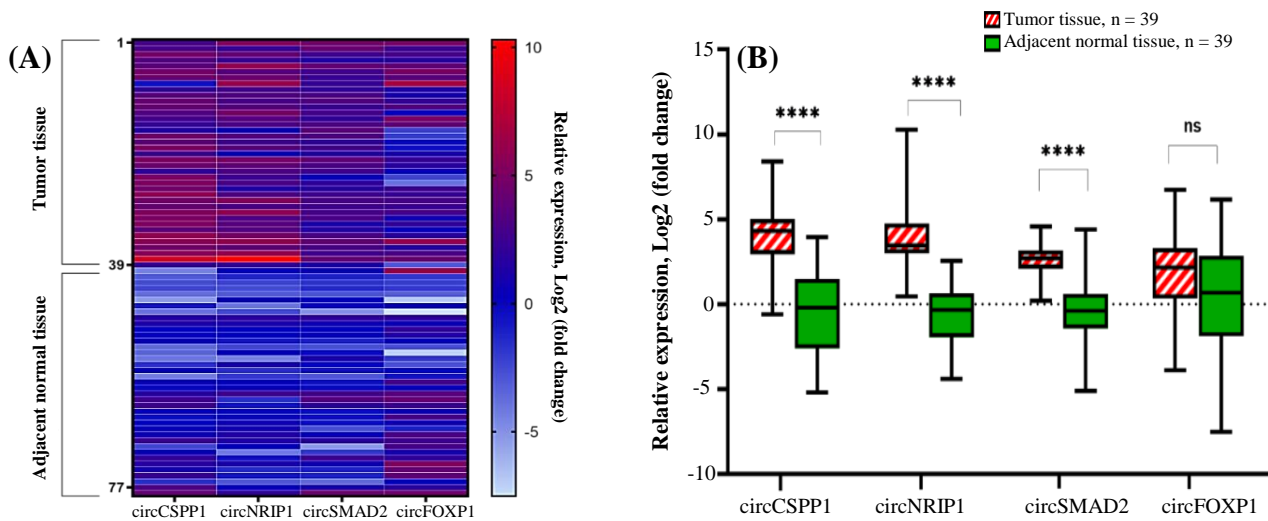 (A)
Tumor tissue
Adjacent normal tissue
1
39
77
circCSPP1 circNRIP1 circSMAD2 circFOXP1
10
5
0
-5
Relative expression, Log2 (fold change)
(B)
Tumor tissue, n = 39
Adjacent normal tissue, n = 39
Relative expression, Log2 (fold change)
15
10
5
0
-5
-10
**** **** **** ns
circCSPP1 circNRIP1 circSMAD2 circFOXP1